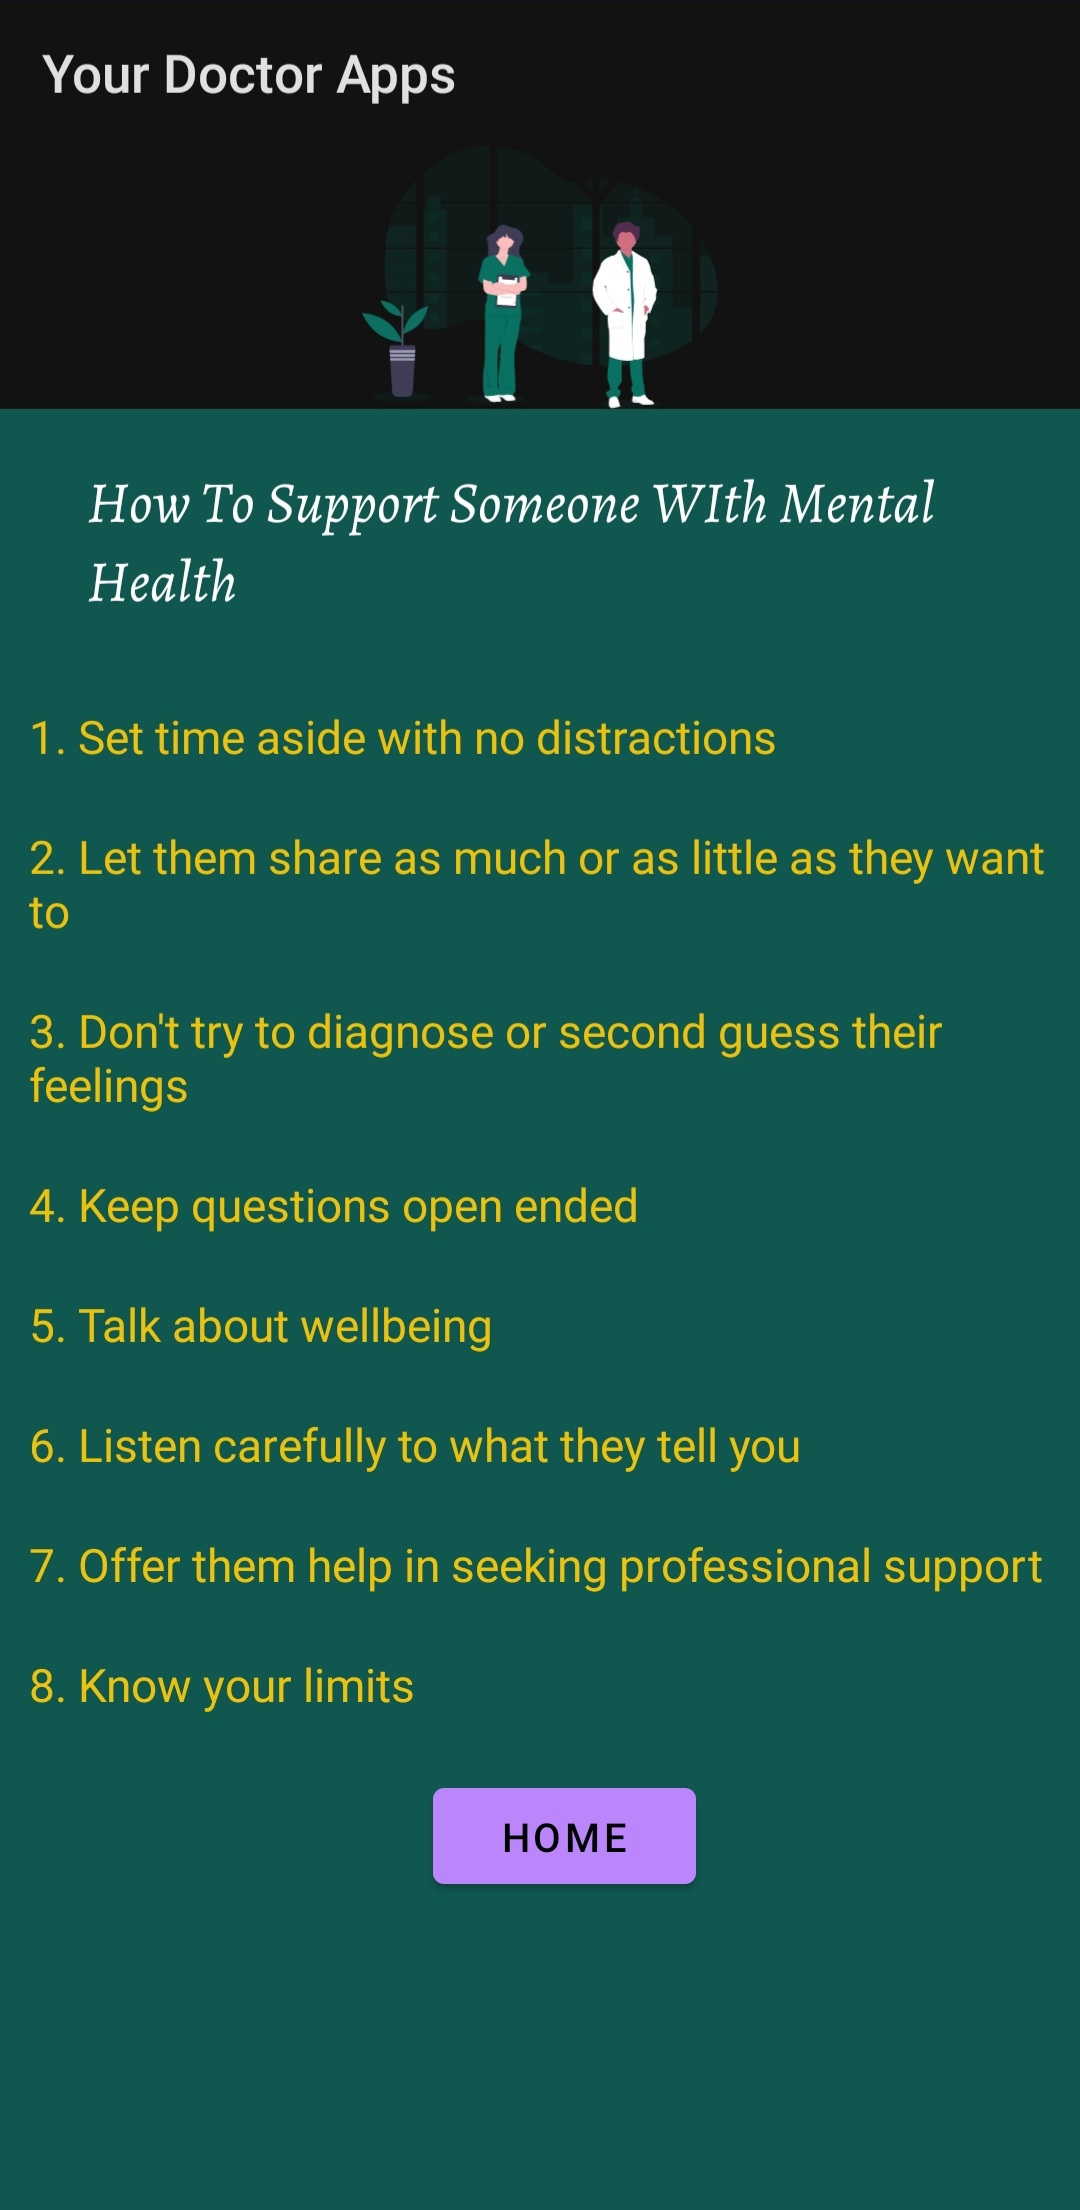 Your Doctor Apps
How To Support Someone WIth Mental
Health
1. Set time aside with no distractions
2. Let them share as much or as little as they want
to
3. Don't try to diagnose or second guess their
feelings
4. Keep questions open ended
5. Talk about wellbeing
6. Listen carefully to what they tell you
7. Offer them help in seeking professional support
8. Know your limits
HOME